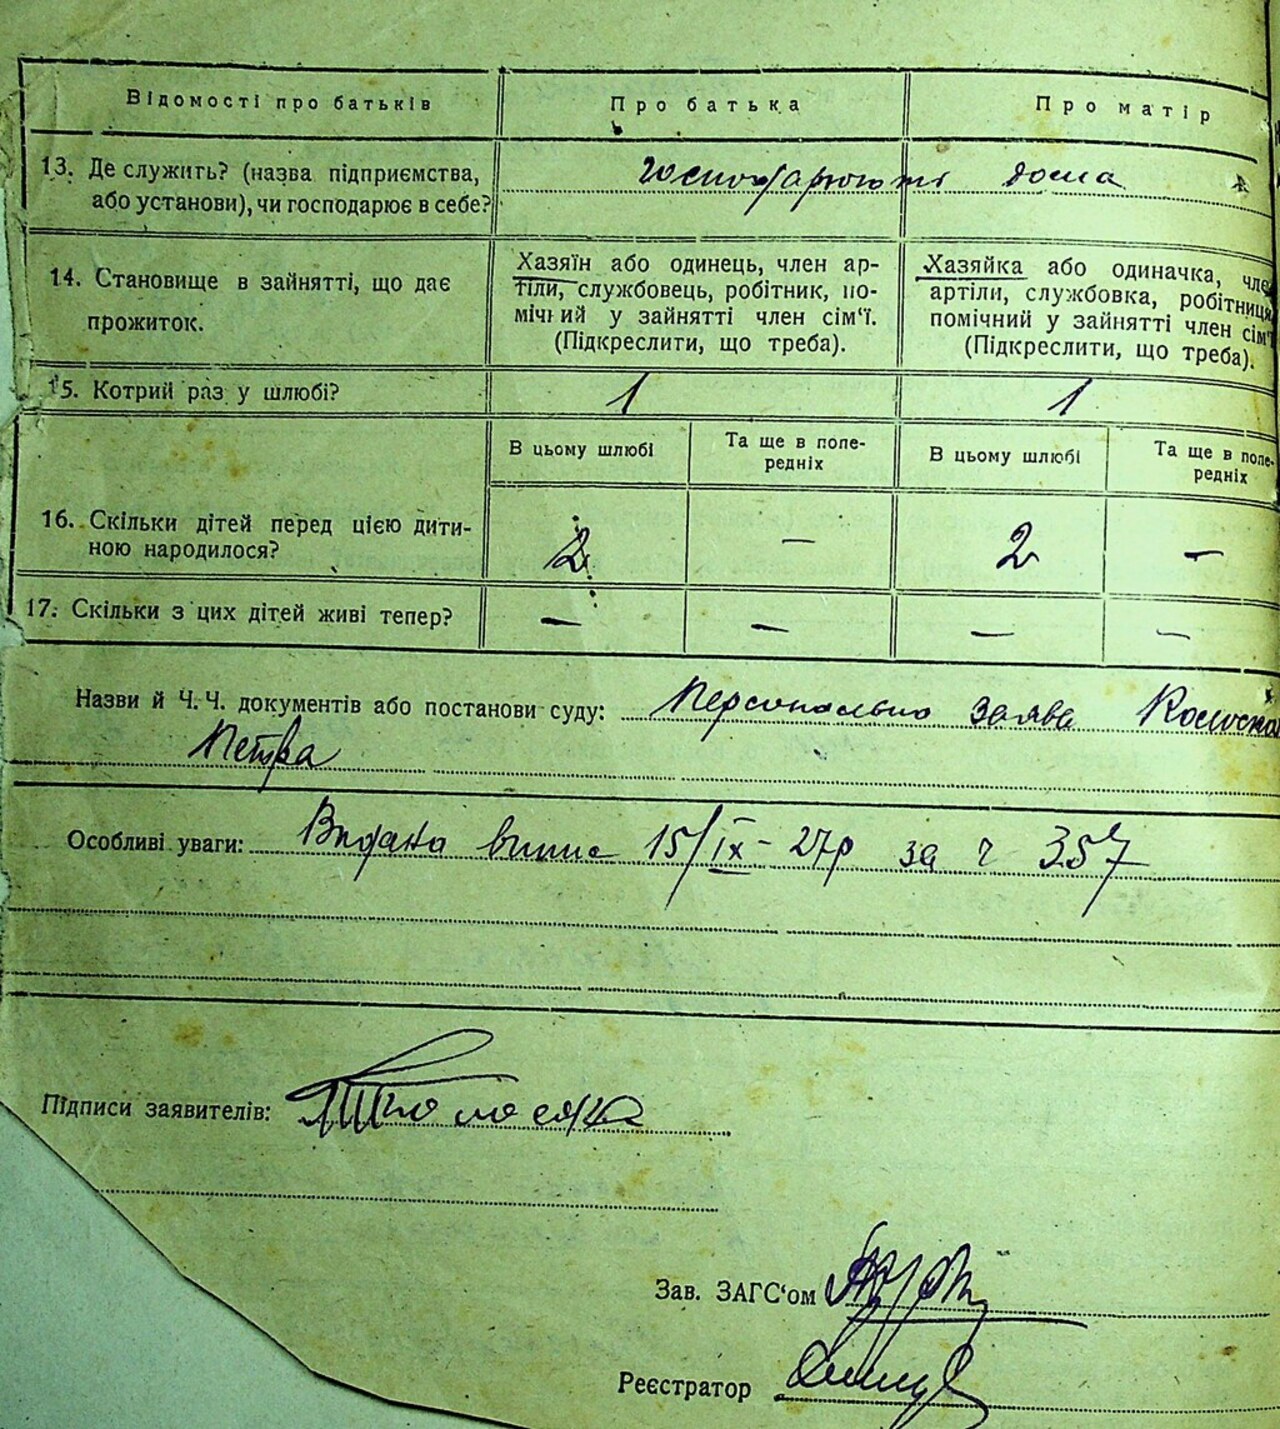 Відомості про батьків Про батька Про матір
13. Де служить? (назва підприємства, господарюють дома
або установи), чи господарює в себе?
14. Становище в зайнятті, що дає
прожиток.
Хазяїн або одинець, член ар-
тіли, службовець, робітник, по-
мічний у зайнятті член сім'ї.
(Підкреслити, що треба).
Хазяйка або одиначка, чле
артіли, службовка, робітниця
помічний у зайнятті член сім'ї
(Підкреслити, що треба).
15. Котрий раз у шлюбі? 1 1
В цьому шлюбі Та ще в попе-
редніх
В цьому шлюбі Та ще в попе-
редніх
16. Скільки дітей перед цією дити-
ною народилося? 2 — 2 —
17. Скільки з цих дітей живі тепер? — — — —
Назви й Ч. Ч. документів або постанови суду: Персонально заява
Петра
Особливі уваги: Видана випис 15/IX-27р за ч 357
Підписи заявителів:
Зав. ЗАГС'ом
Реєстратор